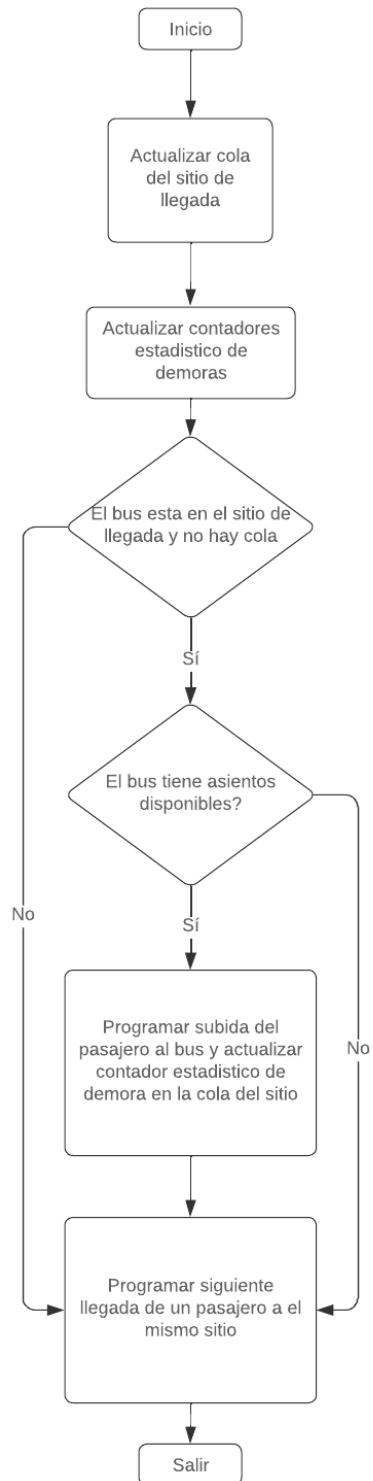 Inicio
Actualizar cola
del sitio de
llegada
Actualizar contadores
estadistico de
demoras
El bus esta en el sitio de
llegada y no hay cola
Sí
El bus tiene asientos
disponibles?
No
Sí
Programar subida del
pasajero al bus y actualizar
contador estadistico de
demora en la cola del sitio
No
Programar siguiente
llegada de un pasajero a el
mismo sitio
Salir